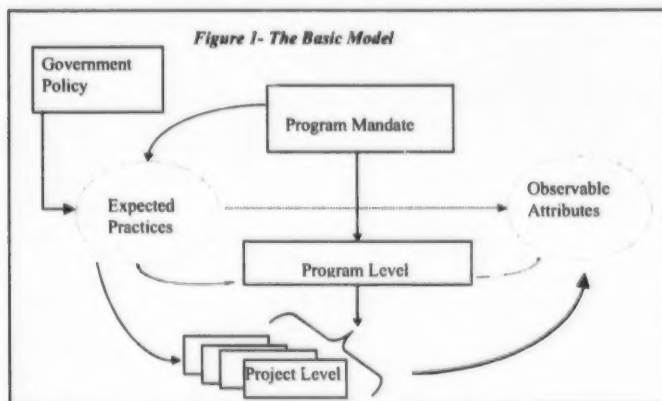 Figure 1- The Basic Model
Government
Policy
Program Mandate
Expected
Practices
Observable
Attributes
Program Level
Project Level